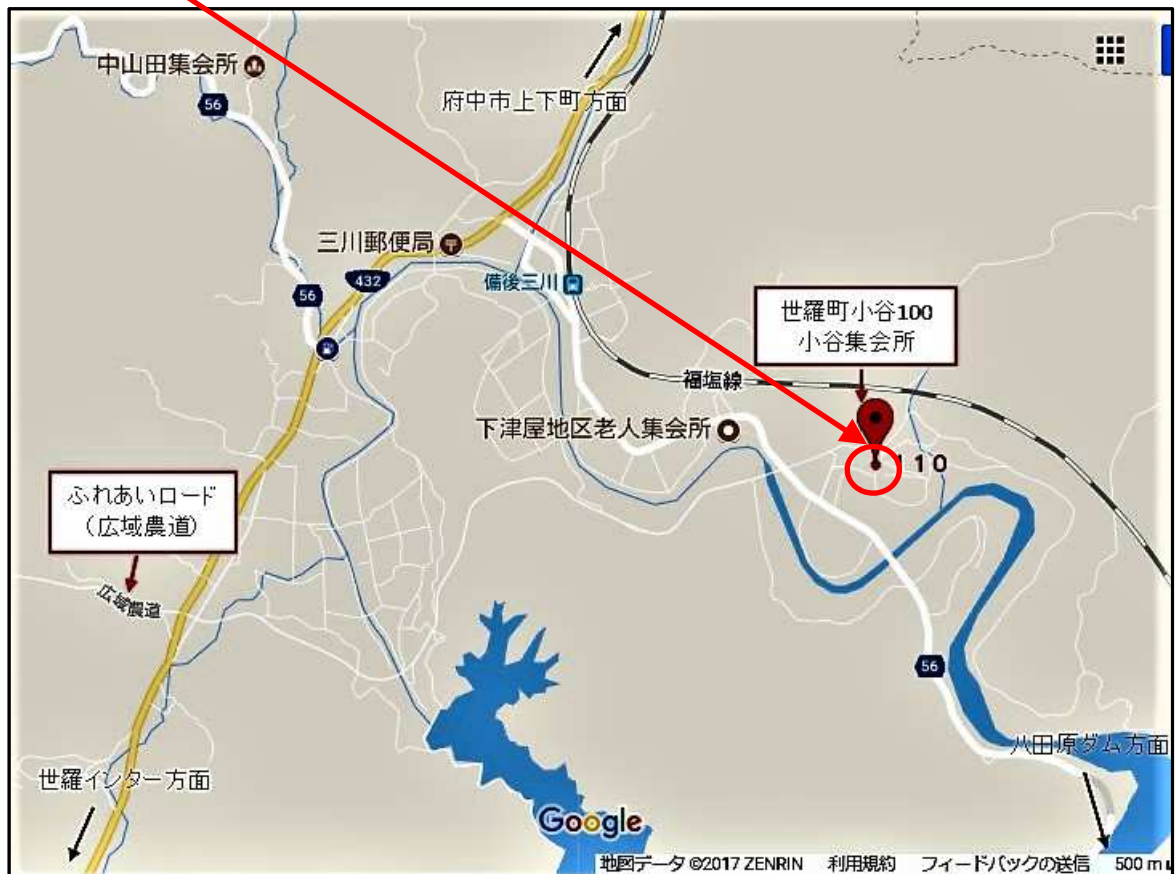 中山田集会所
56
府中市上下町方面
三川郵便局
432
備後三川
56
世羅町小谷100
小谷集会所
福塩線
下津屋地区老人集会所
110
ふれあいロード
（広域農道）
広域農道
56
八田原ダム方面
世羅インター方面
Google
地図データ ©2017 ZENRIN 利用規約 フィードバックの送信 500 m